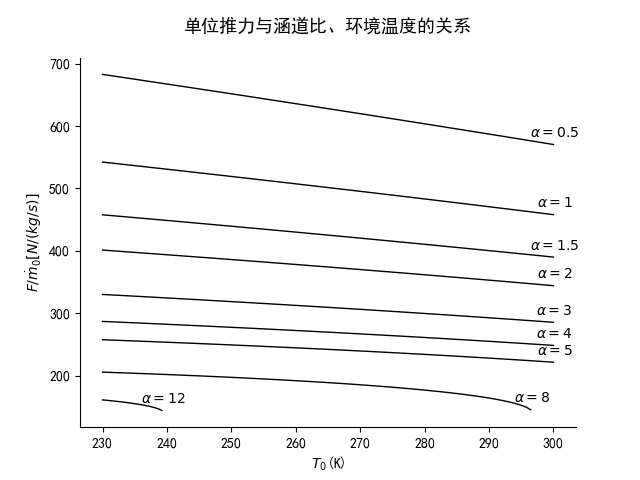 单位推力与涵道比、环境温度的关系
700
600
500
400
300
200
F/ṁ₀[N/(kg/s)]
α = 0.5
α = 1
α = 1.5
α = 2
α = 3
α = 4
α = 5
α = 8
α = 12
230 240 250 260 270 280 290 300
T₀(K)